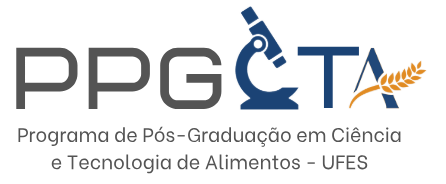 PPGCTA
Programa de Pós-Graduação em Ciência
e Tecnologia de Alimentos - UFES